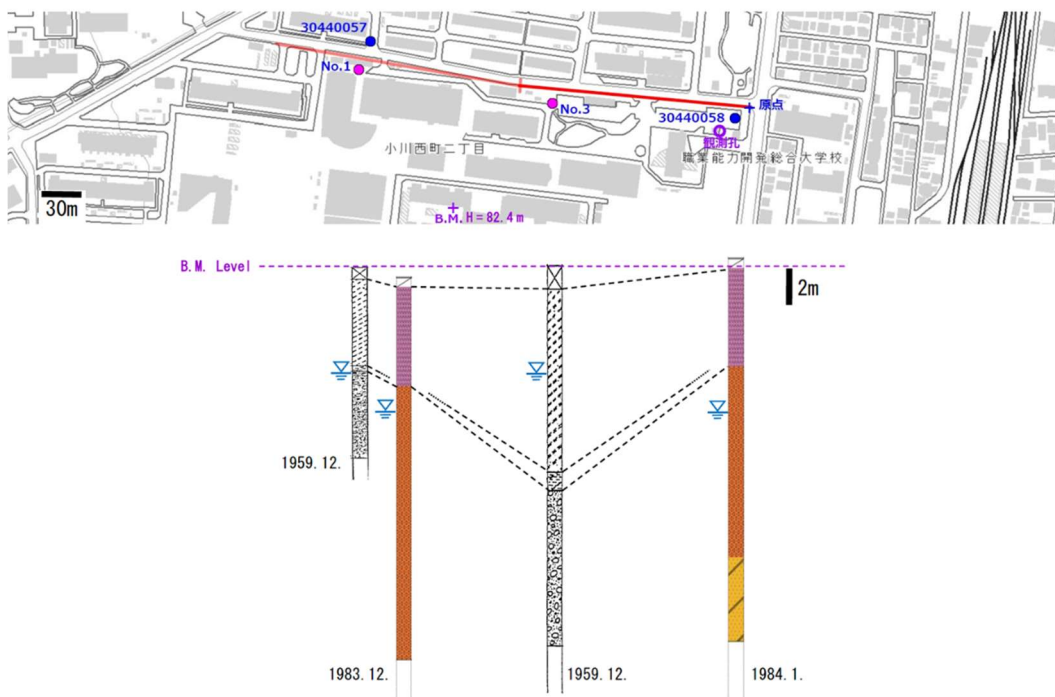 30440057
No.1
No.3
原点
30440058
観測孔
小川西町二丁目
職業能力開発総合大学校
30m
B.M. H=82.4m
B.M. Level
2m
1959.12.
1983.12.
1959.12.
1984.1.